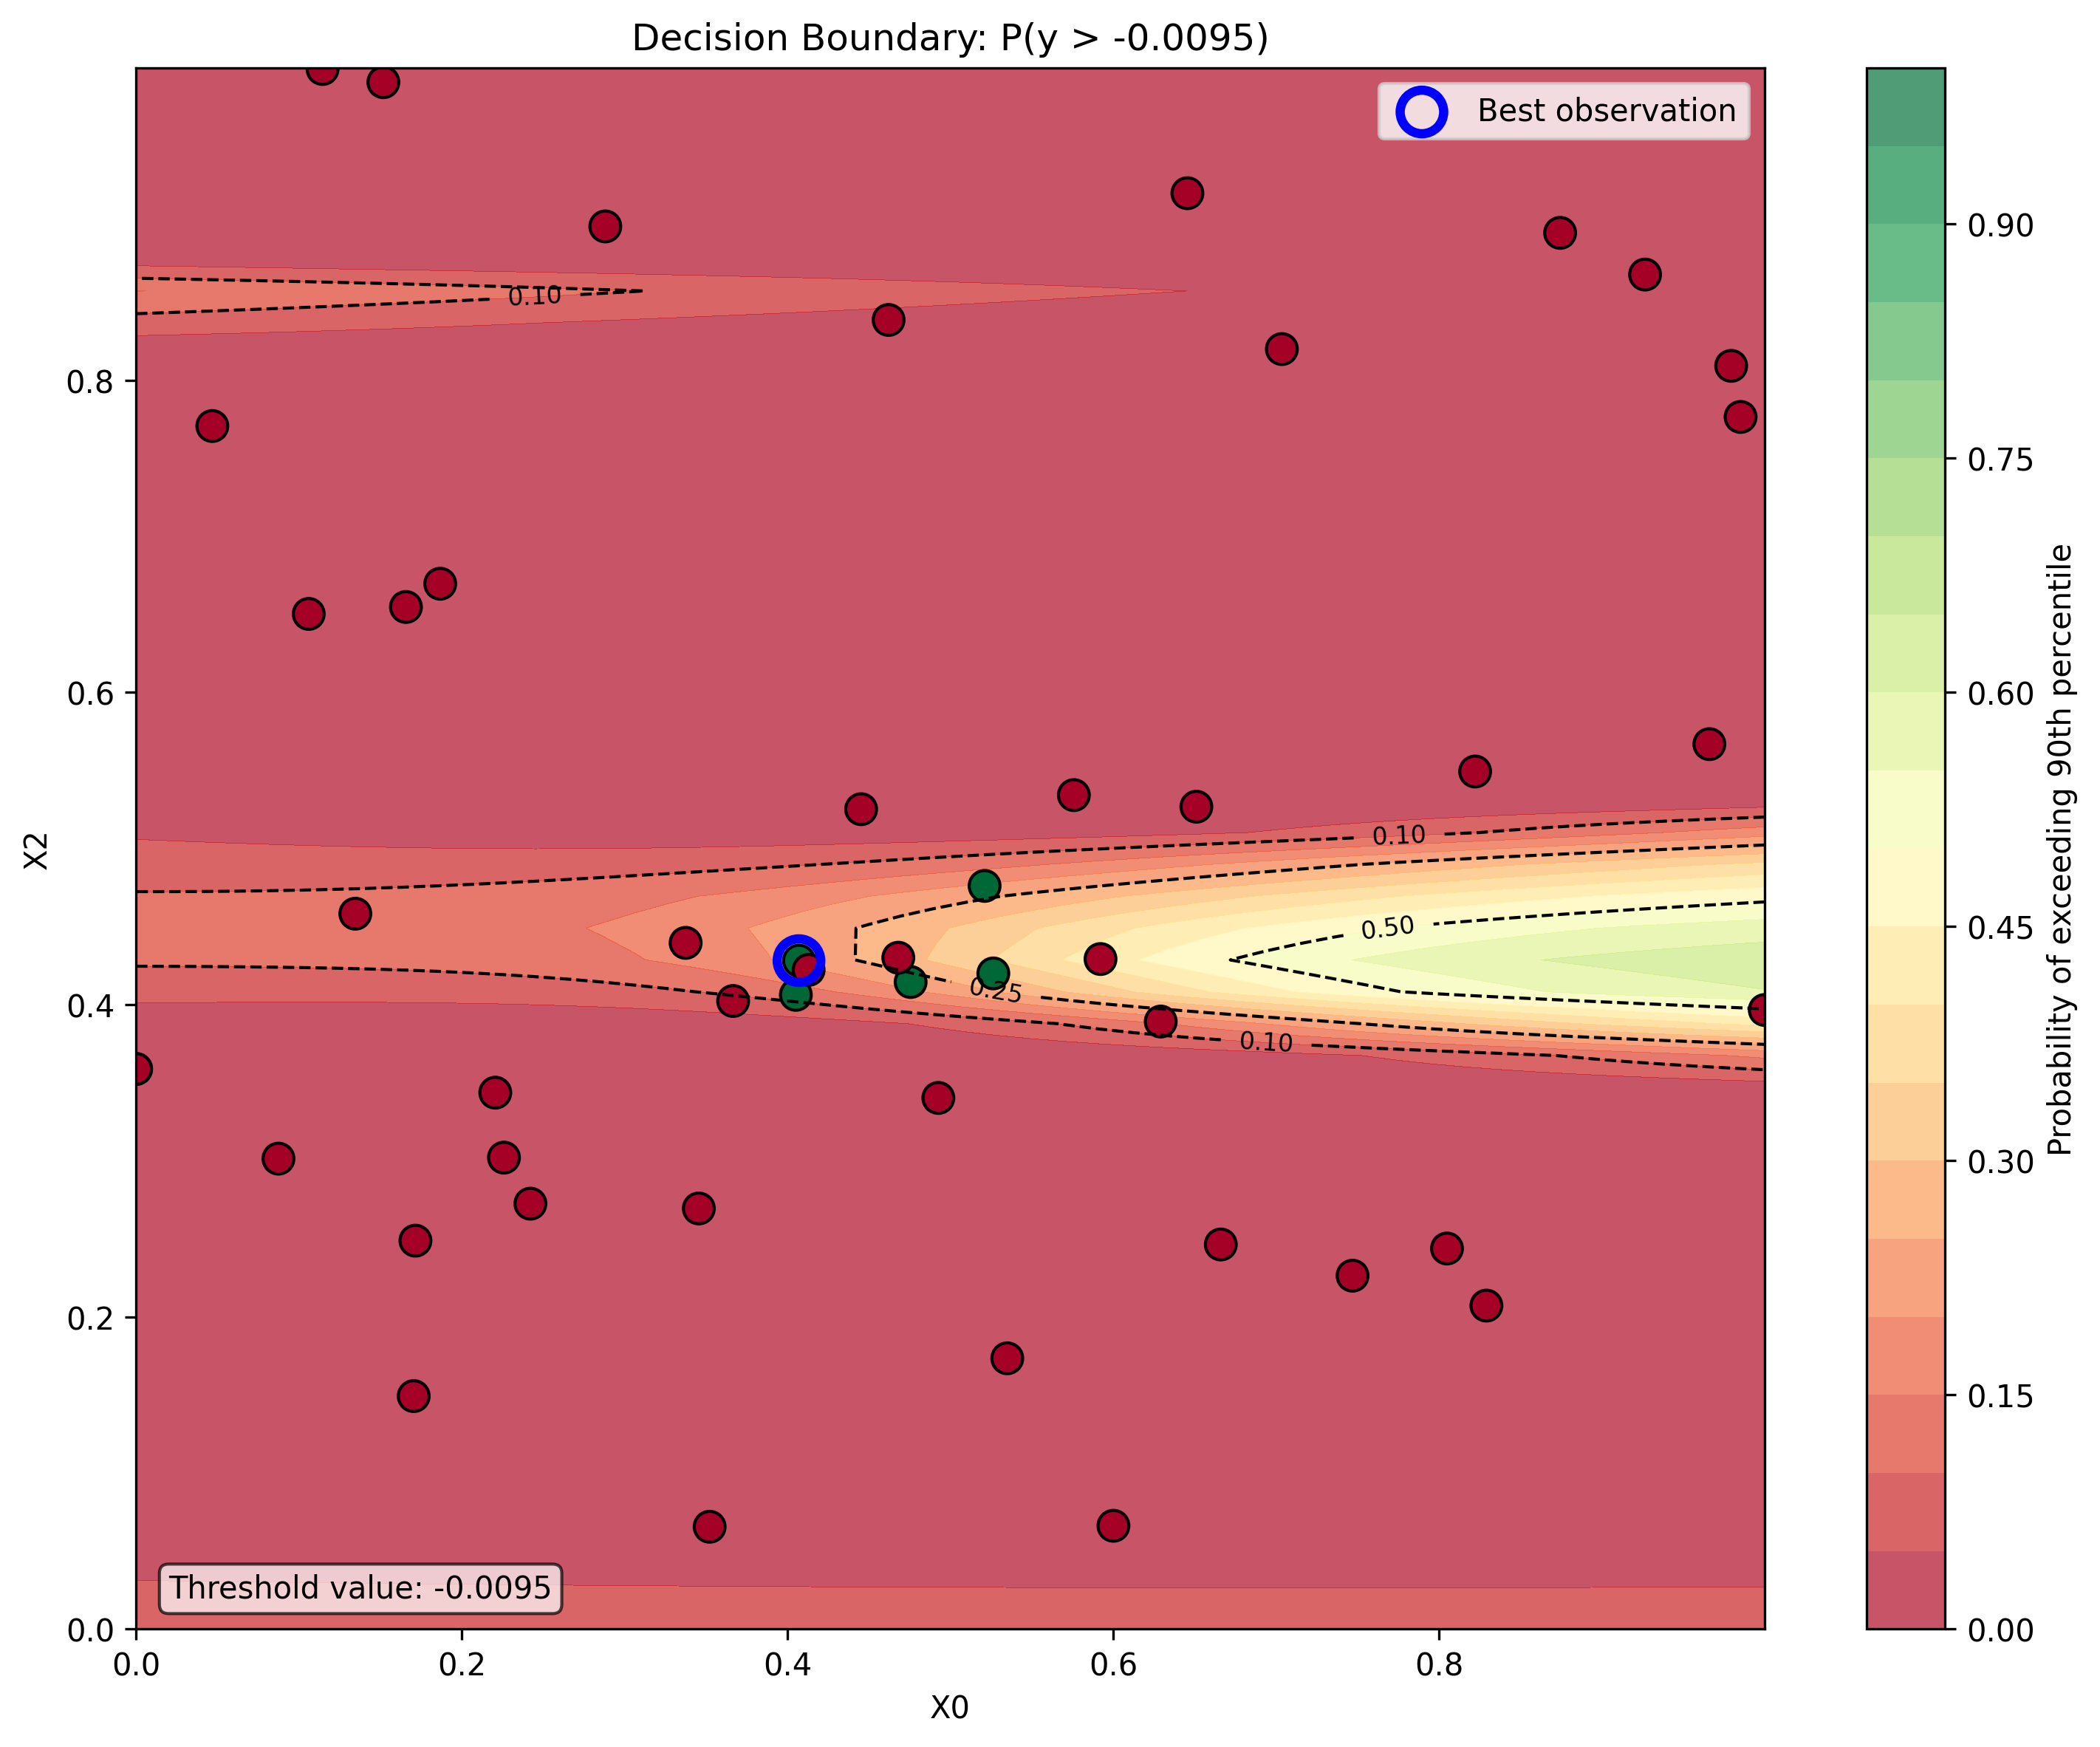 Decision Boundary: P(y > -0.0095)
Best observation
0.10
0.10
0.50
0.25
0.10
Threshold value: -0.0095
0.8
0.6
0.4
0.2
0.0
X2
0.0 0.2 0.4 0.6 0.8
X0
0.90
0.75
0.60
0.45
0.30
0.15
0.00
Probability of exceeding 90th percentile